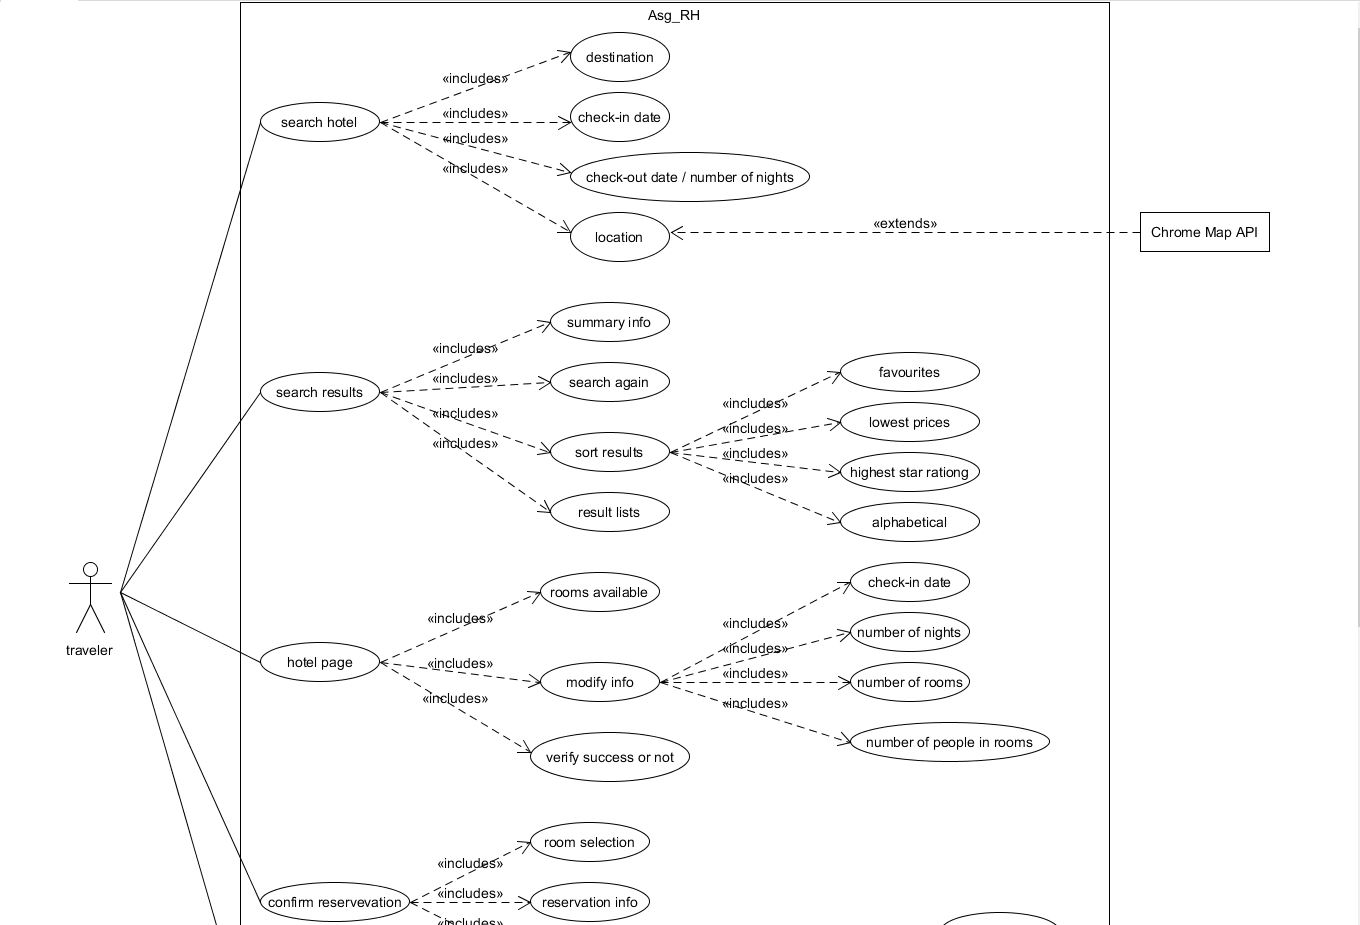 Asg_RH
destination
«includes»
search hotel
«includes»
check-in date
«includes»
«includes»
check-out date / number of nights
location
«extends»
Chrome Map API
summary info
«includes»
search results
«includes»
search again
«includes»
«includes»
sort results
result lists
«includes»
favourites
«includes»
lowest prices
«includes»
highest star rationg
«includes»
alphabetical
traveler
rooms available
«includes»
hotel page
«includes»
modify info
«includes»
verify success or not
«includes»
check-in date
«includes»
number of nights
«includes»
number of rooms
«includes»
number of people in rooms
room selection
«includes»
confirm reservevation
«includes»
reservation info
«includes»